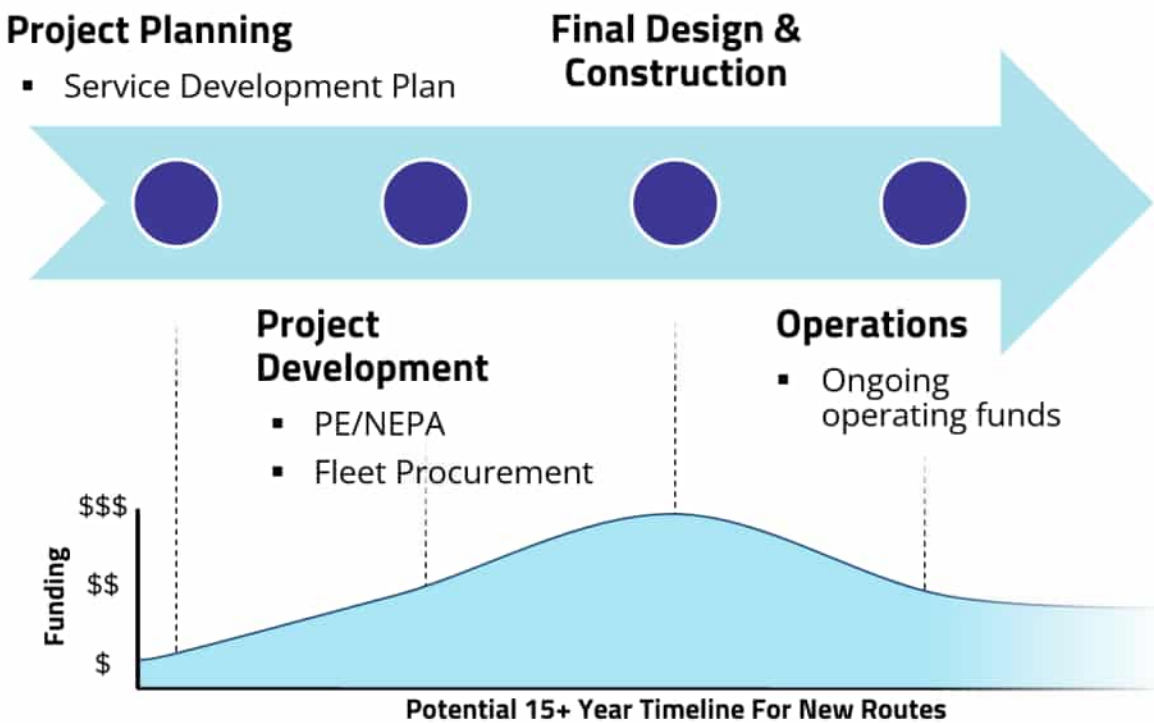 Project Planning
▪ Service Development Plan
Final Design &
Construction
Project
Development
▪ PE/NEPA
▪ Fleet Procurement
Operations
▪ Ongoing
operating funds
$$$
$$
$
Funding
Potential 15+ Year Timeline For New Routes